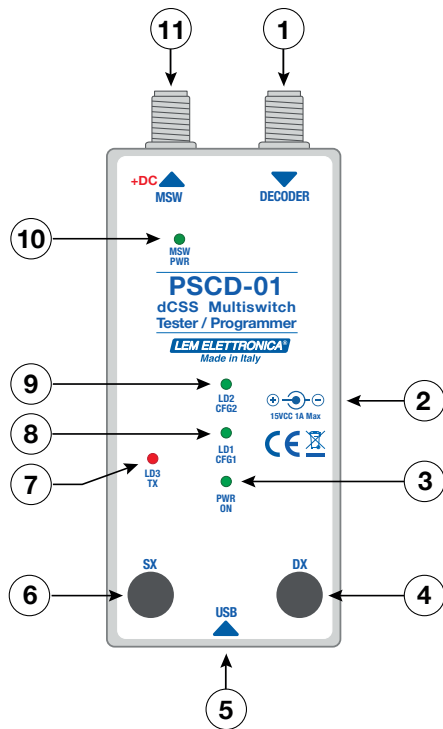 11
1
+DC
MSW
DECODER
10
MSW
PWR
PSCD-01
dCSS Multiswitch
Tester / Programmer
LEM ELETTRONICA®
Made in Italy
9
LD2
CFG2
15VCC 1A Max
2
8
LD1
CFG1
CE
7
LD3
TX
PWR
ON
3
SX
DX
6
4
USB
5